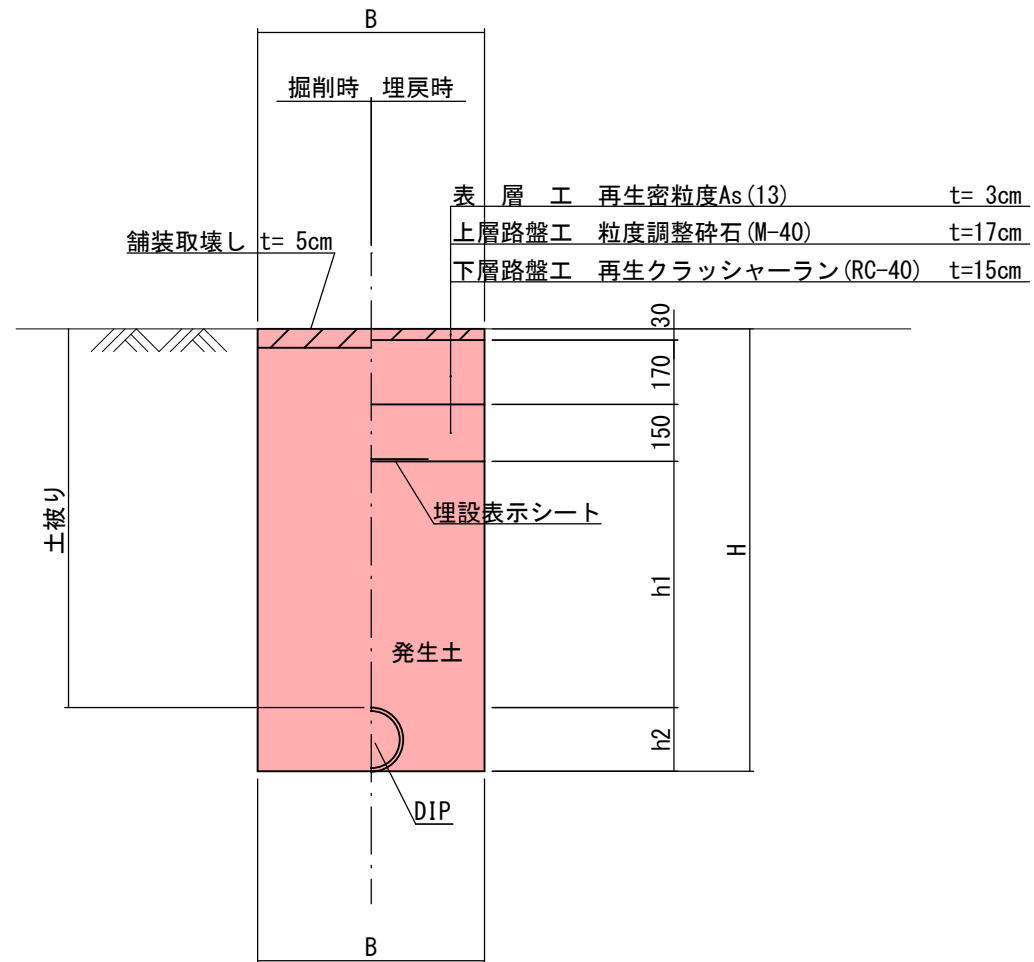 B
掘削時 埋戻時
表 層 工 再生密粒度As(13) t= 3cm
舗装取壊し t= 5cm
上層路盤工 粒度調整砕石(M-40) t=17cm
下層路盤工 再生クラッシャーラン(RC-40) t=15cm
30
170
150
土被り
埋設表示シート
H
h1
発生土
h2
DIP
B